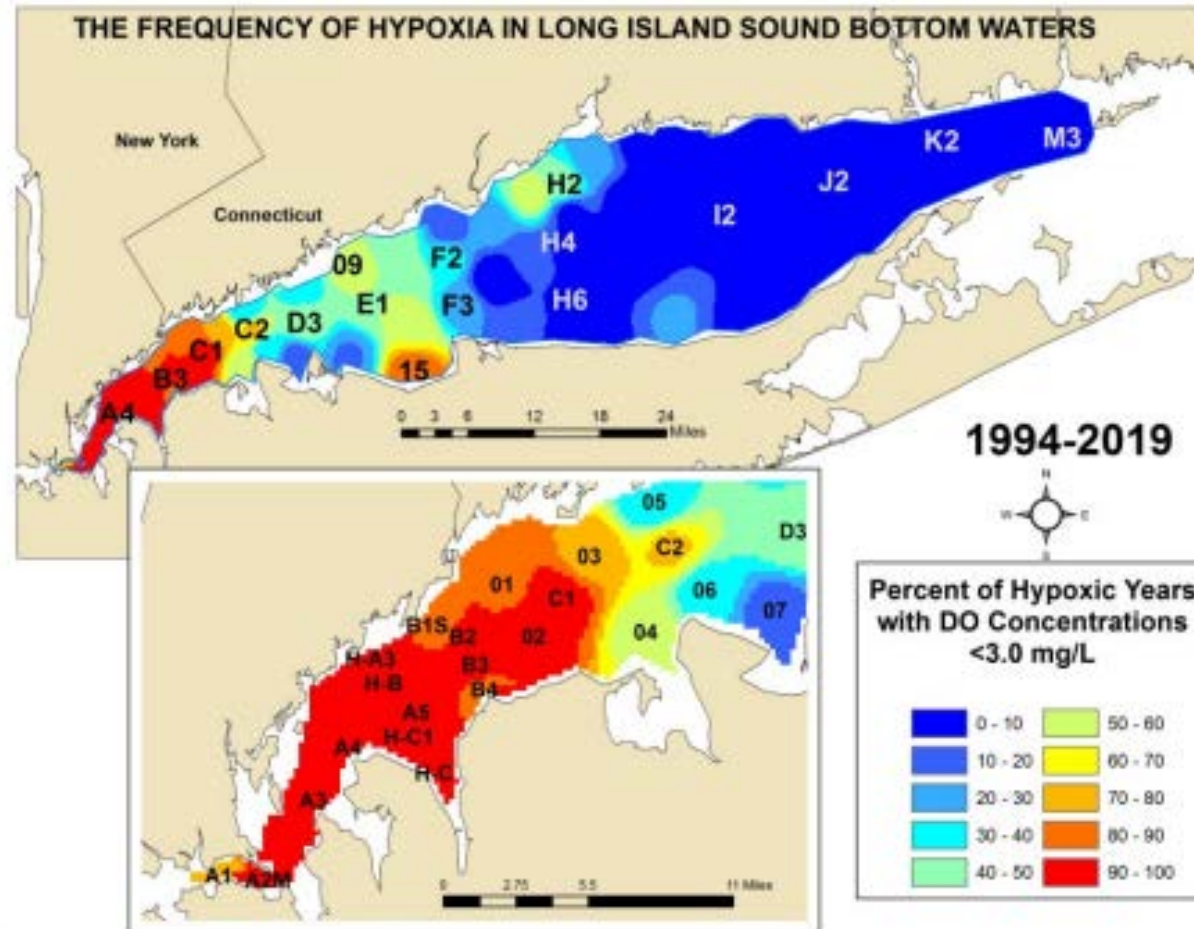 THE FREQUENCY OF HYPOXIA IN LONG ISLAND SOUND BOTTOM WATERS
New York
Connecticut
K2
M3
J2
H2
I2
H4
F2
09
H6
E1
F3
C2
D3
C1
15
B3
A4
0 3 6 12 18 24
Miles
1994-2019
N
W E
S
05
D3
C2
03
01
06
C1
07
B1S
B2
02
04
H-A3
B3
H-B
B4
A5
H-C1
A4
H-C
A3
A1
A2M
0 2.75 5.5 11 Miles
Percent of Hypoxic Years
with DO Concentrations
<3.0 mg/L
0 - 10
10 - 20
20 - 30
30 - 40
40 - 50
50 - 60
60 - 70
70 - 80
80 - 90
90 - 100